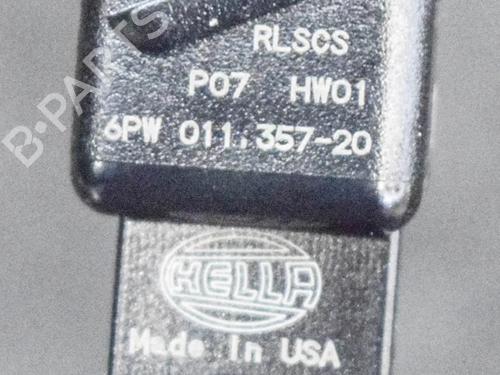 RLSCS
P07 HW01
6PW 011.357-20
HELLA
Made In USA
B-PARTS